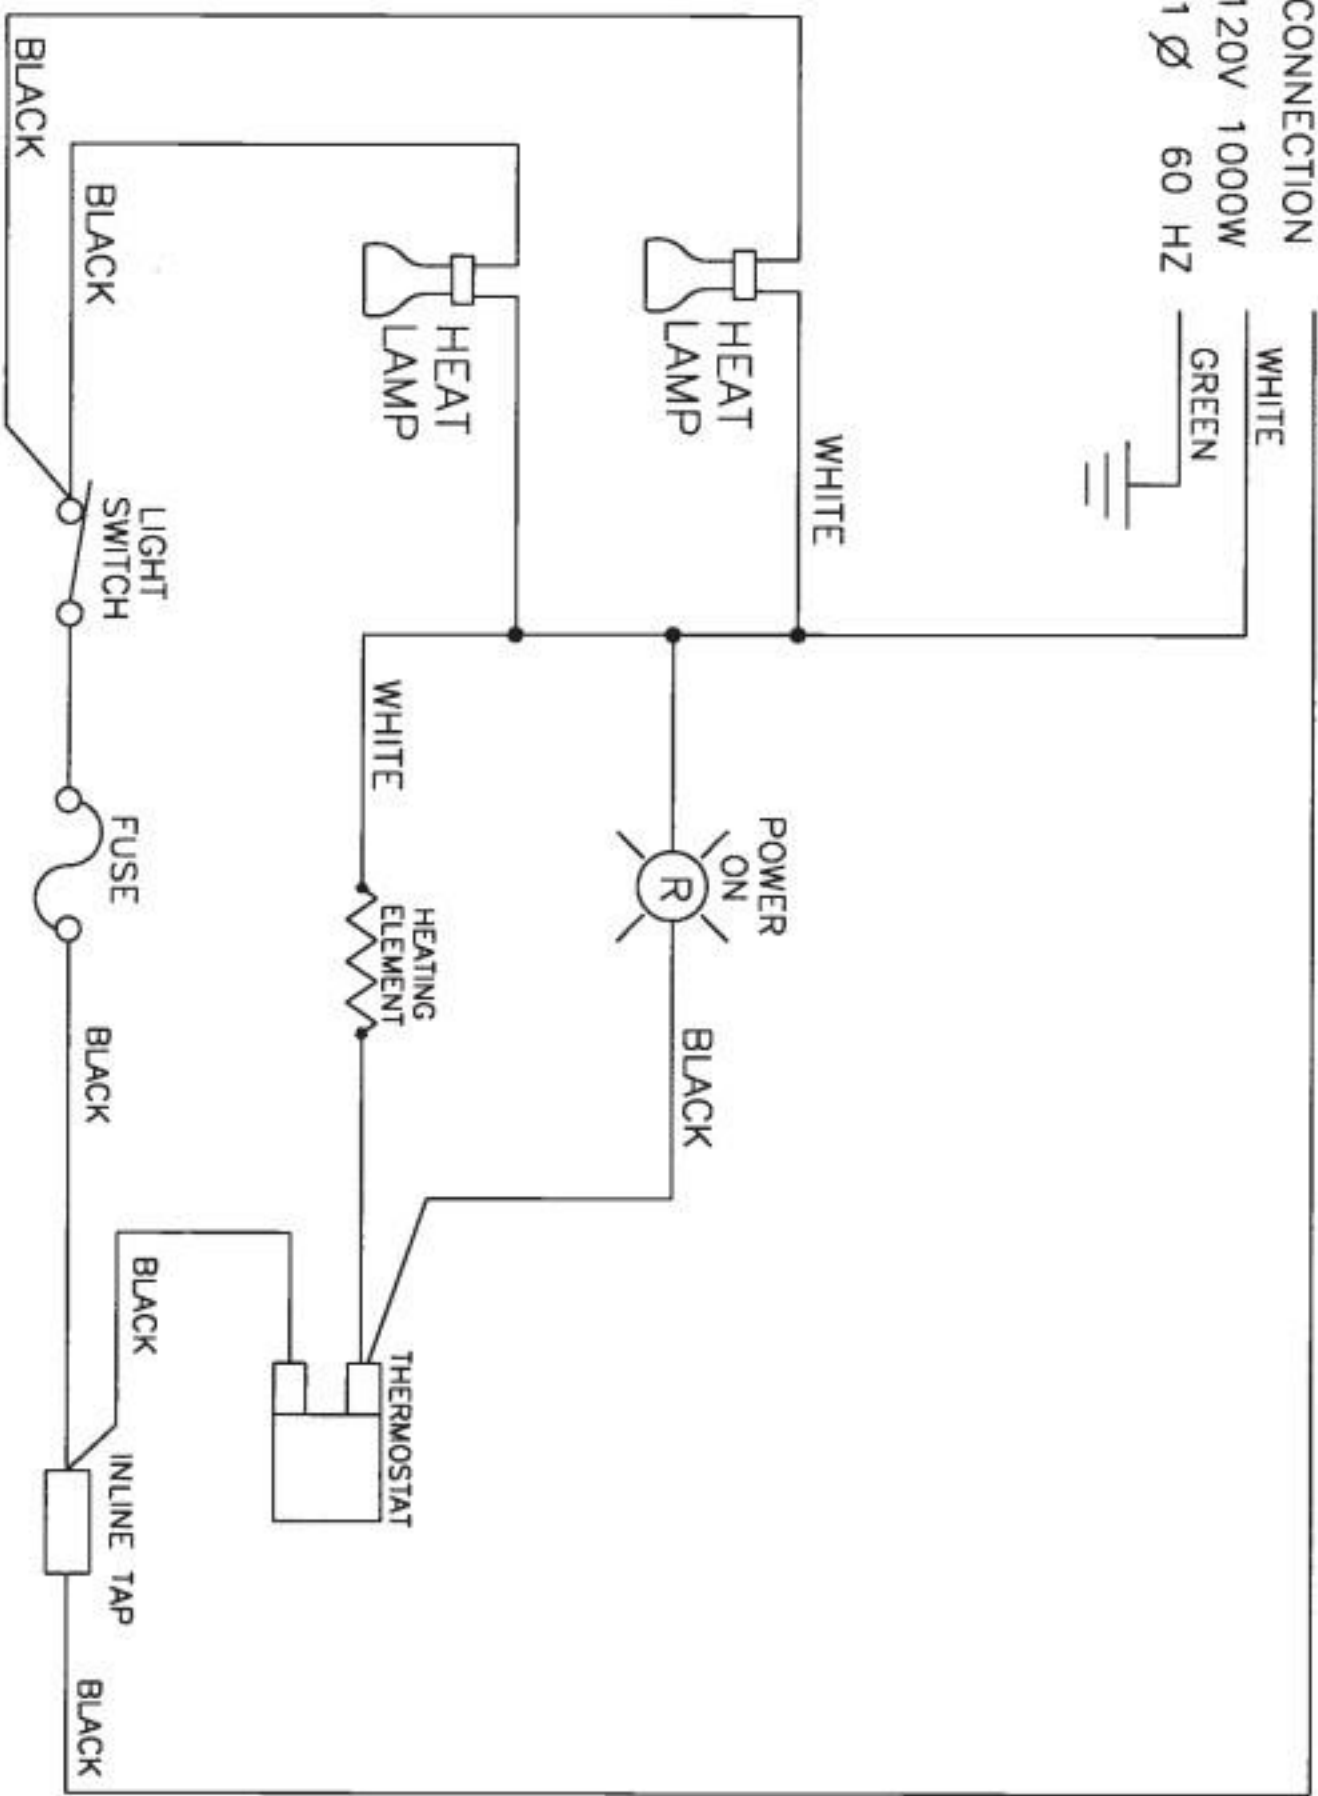 CONNECTION
120V 1000W
1 Ø 60 HZ
WHITE
GREEN
WHITE
HEAT
LAMP
HEAT
LAMP
BLACK
BLACK
LIGHT
SWITCH
POWER
ON
R
BLACK
WHITE
HEATING
ELEMENT
FUSE
BLACK
THERMOSTAT
BLACK
INLINE TAP
BLACK